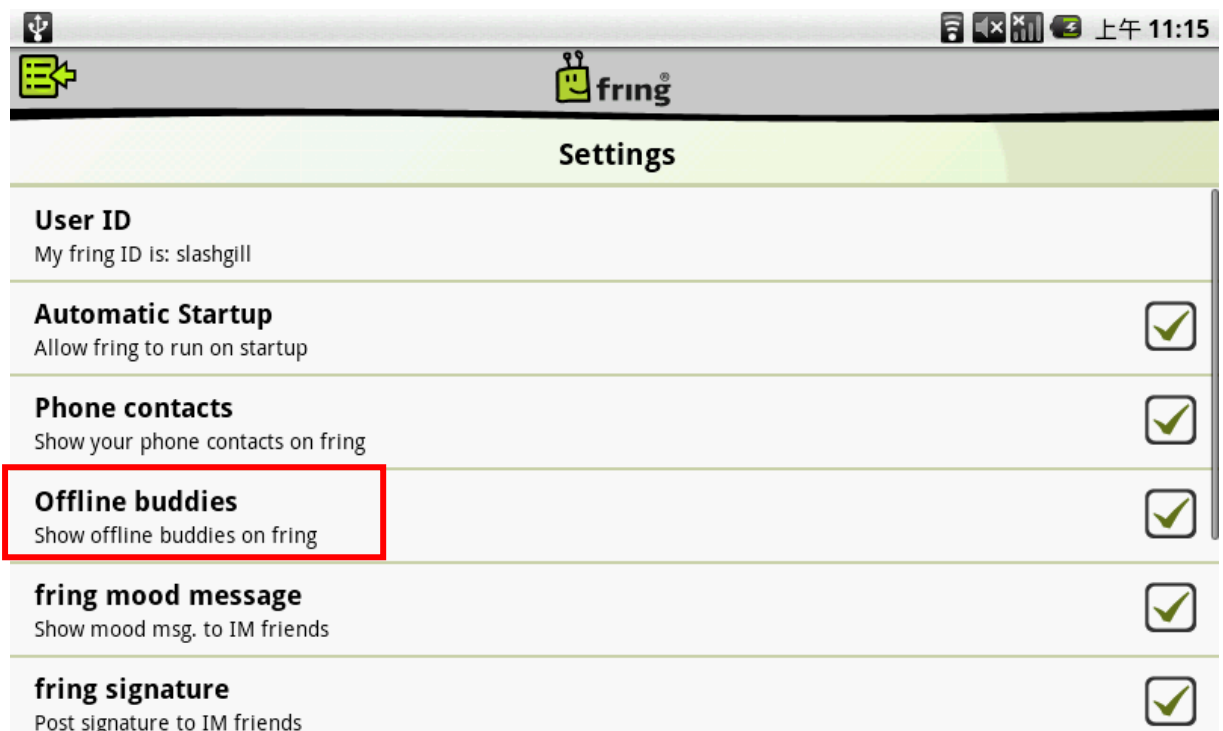 上午 11:15
fring®
Settings
User ID
My fring ID is: slashgill
Automatic Startup
Allow fring to run on startup
Phone contacts
Show your phone contacts on fring
Offline buddies
Show offline buddies on fring
fring mood message
Show mood msg. to IM friends
fring signature
Post signature to IM friends